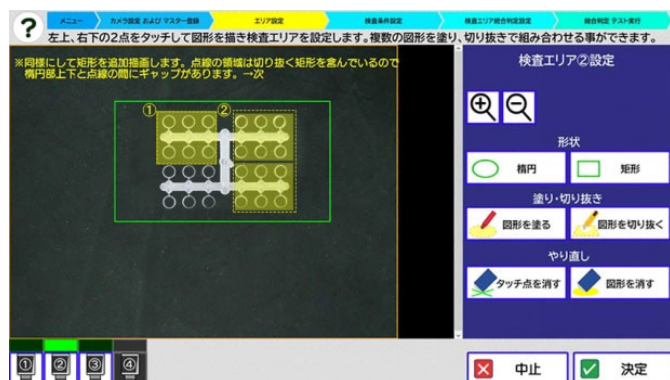 ?
メニュー
カメラ設定 および マスター登録
エリア設定
検査条件設定
検査エリア統合判定設定
総合判定 テスト実行
左上、右下の2点をタッチして図形を描き検査エリアを設定します。複数の図形を塗り、切り抜きで組み合わせる事ができます。
※同様にして矩形を追加描画します。点線の領域は切り抜く矩形を含んでいるので
楕円部上下と点線の間にギャップがあります。→次
① ②
検査エリア②設定
形状
楕円
矩形
塗り・切り抜き
図形を塗る
図形を切り抜く
やり直し
タッチ点を消す
図形を消す
① ② ③ ④
中止
決定